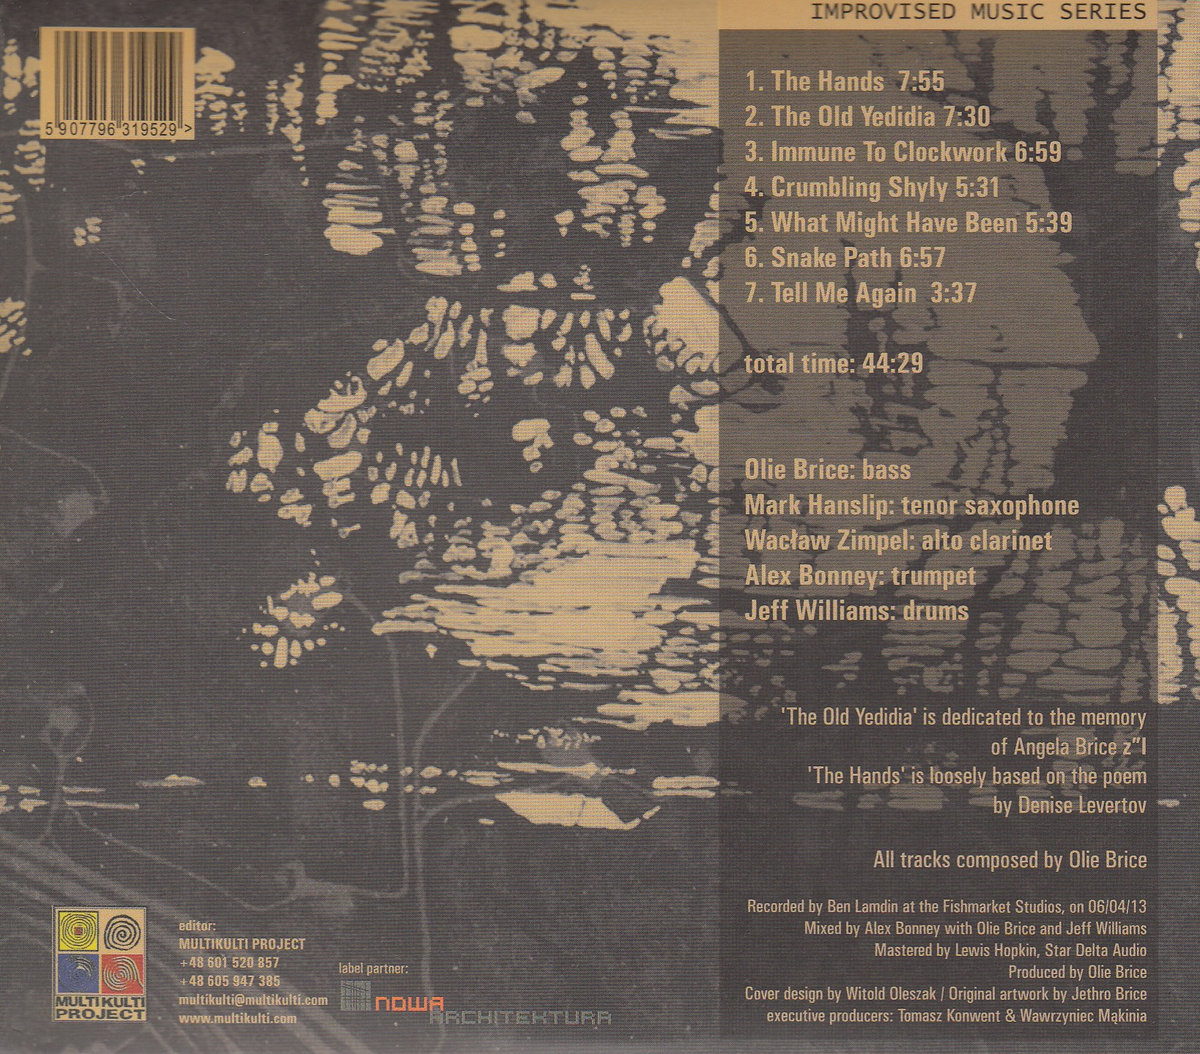 IMPROVISED MUSIC SERIES
5 907796 319529 >
1. The Hands 7:55
2. The Old Yedidia 7:30
3. Immune To Clockwork 6:59
4. Crumbling Shyly 5:31
5. What Might Have Been 5:39
6. Snake Path 6:57
7. Tell Me Again 3:37
total time: 44:29
Olie Brice: bass
Mark Hanslip: tenor saxophone
Wacław Zimpel: alto clarinet
Alex Bonney: trumpet
Jeff Williams: drums
'The Old Yedidia' is dedicated to the memory
of Angela Brice z"l
'The Hands' is loosely based on the poem
by Denise Levertov
All tracks composed by Olie Brice
Recorded by Ben Lamdin at the Fishmarket Studios, on 06/04/13
Mixed by Alex Bonney with Olie Brice and Jeff Williams
Mastered by Lewis Hopkin, Star Delta Audio
Produced by Olie Brice
Cover design by Witold Oleszak / Original artwork by Jethro Brice
executive producers: Tomasz Konwent & Wawrzyniec Mąkinia
MULTIKULTI
PROJECT
editor:
MULTIKULTI PROJECT
+48 601 520 857
+48 605 947 385
multikulti@multikulti.com
www.multikulti.com
label partner:
NOWA
ARCHITEKTURA